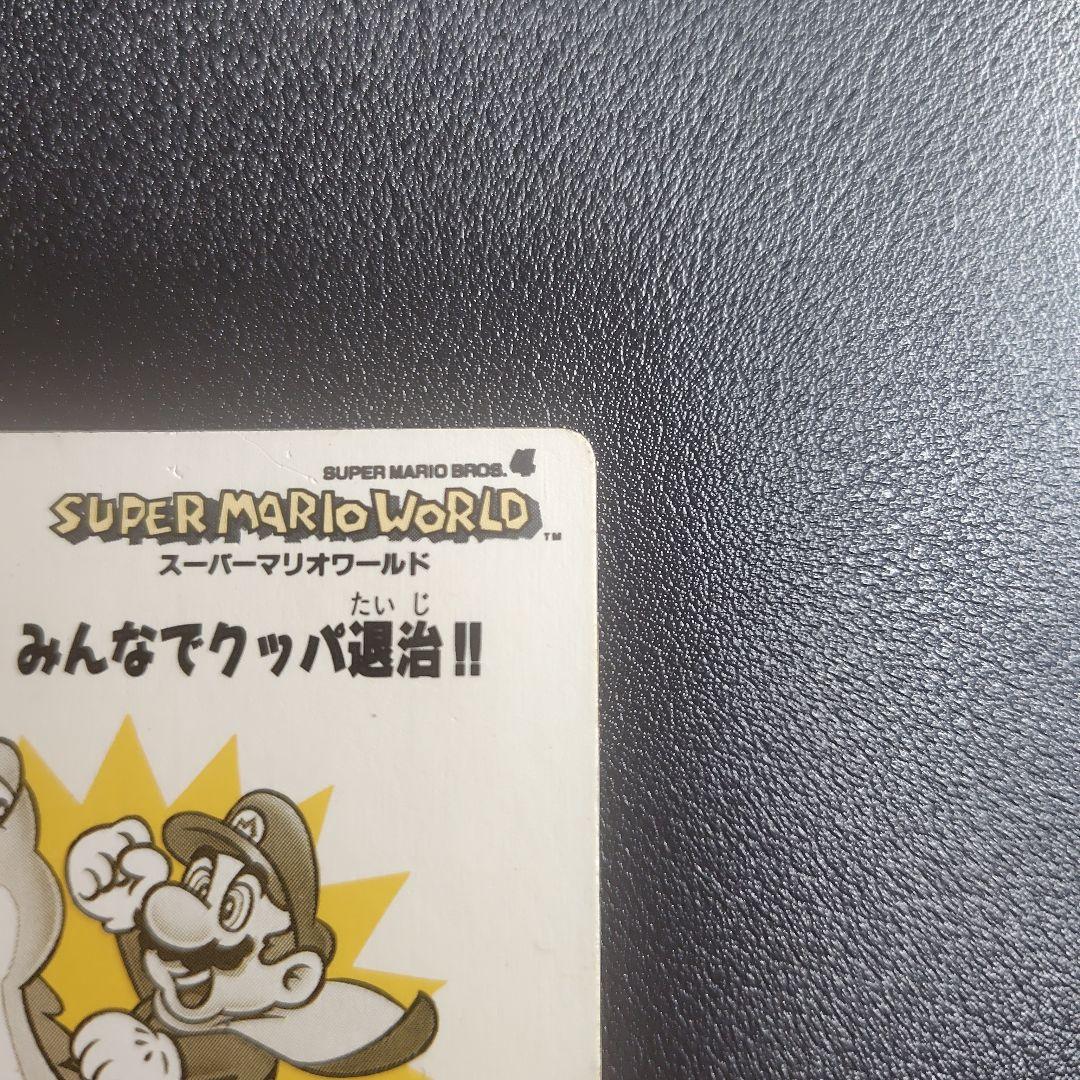 SUPER MARIO BROS. 4
SUPER MARIO WORLD™
スーパーマリオワールド
たいじ
みんなでクッパ退治!!
M